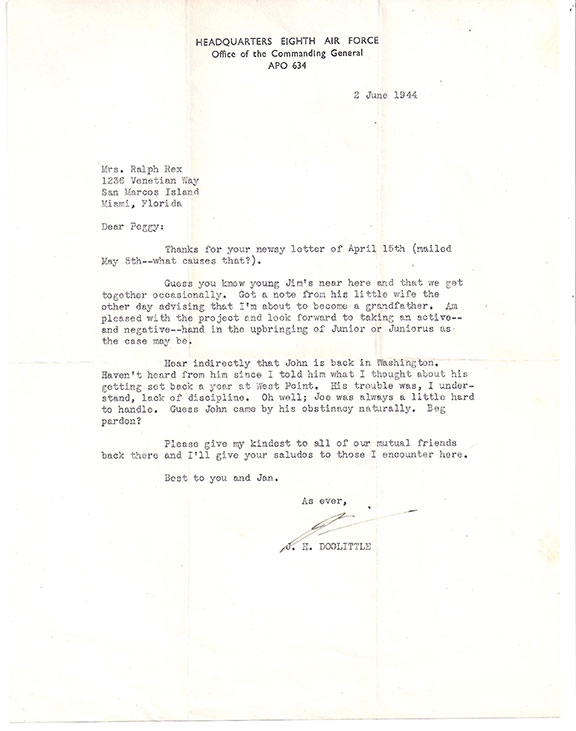 HEADQUARTERS EIGHTH AIR FORCE
Office of the Commanding General
APO 634
2 June 1944
Mrs. Ralph Rex
1236 Venetian Way
San Marcos Island
Miami, Florida
Dear Peggy:
Thanks for your newsy letter of April 15th (mailed
May 8th--what causes that?).
Guess you know young Jim's near here and that we get
together occasionally. Got a note from his little wife the
other day advising that I'm about to become a grandfather. Am
pleased with the project and look forward to taking an active--
and negative--hand in the upbringing of Junior or Juniorus as
the case may be.
Hear indirectly that John is back in Washington.
Haven't heard from him since I told him what I thought about his
getting set back a year at West Point. His trouble was, I under-
stand, lack of discipline. Oh well; Joe was always a little hard
to handle. Guess John came by his obstinacy naturally. Beg
pardon?
Please give my kindest to all of our mutual friends
back there and I'll give your saludos to those I encounter here.
Best to you and Jan.
As ever,
J. H. DOOLITTLE